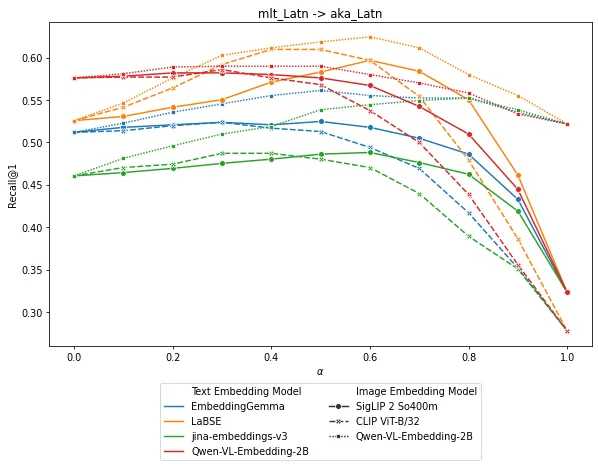 mlt_Latn -> aka_Latn
Recall@1
0.60
0.55
0.50
0.45
0.40
0.35
0.30
0.0
0.2
0.4
0.6
0.8
1.0
α
Text Embedding Model
EmbeddingGemma
LaBSE
jina-embeddings-v3
Qwen-VL-Embedding-2B
Image Embedding Model
SigLIP 2 So400m
CLIP ViT-B/32
Qwen-VL-Embedding-2B